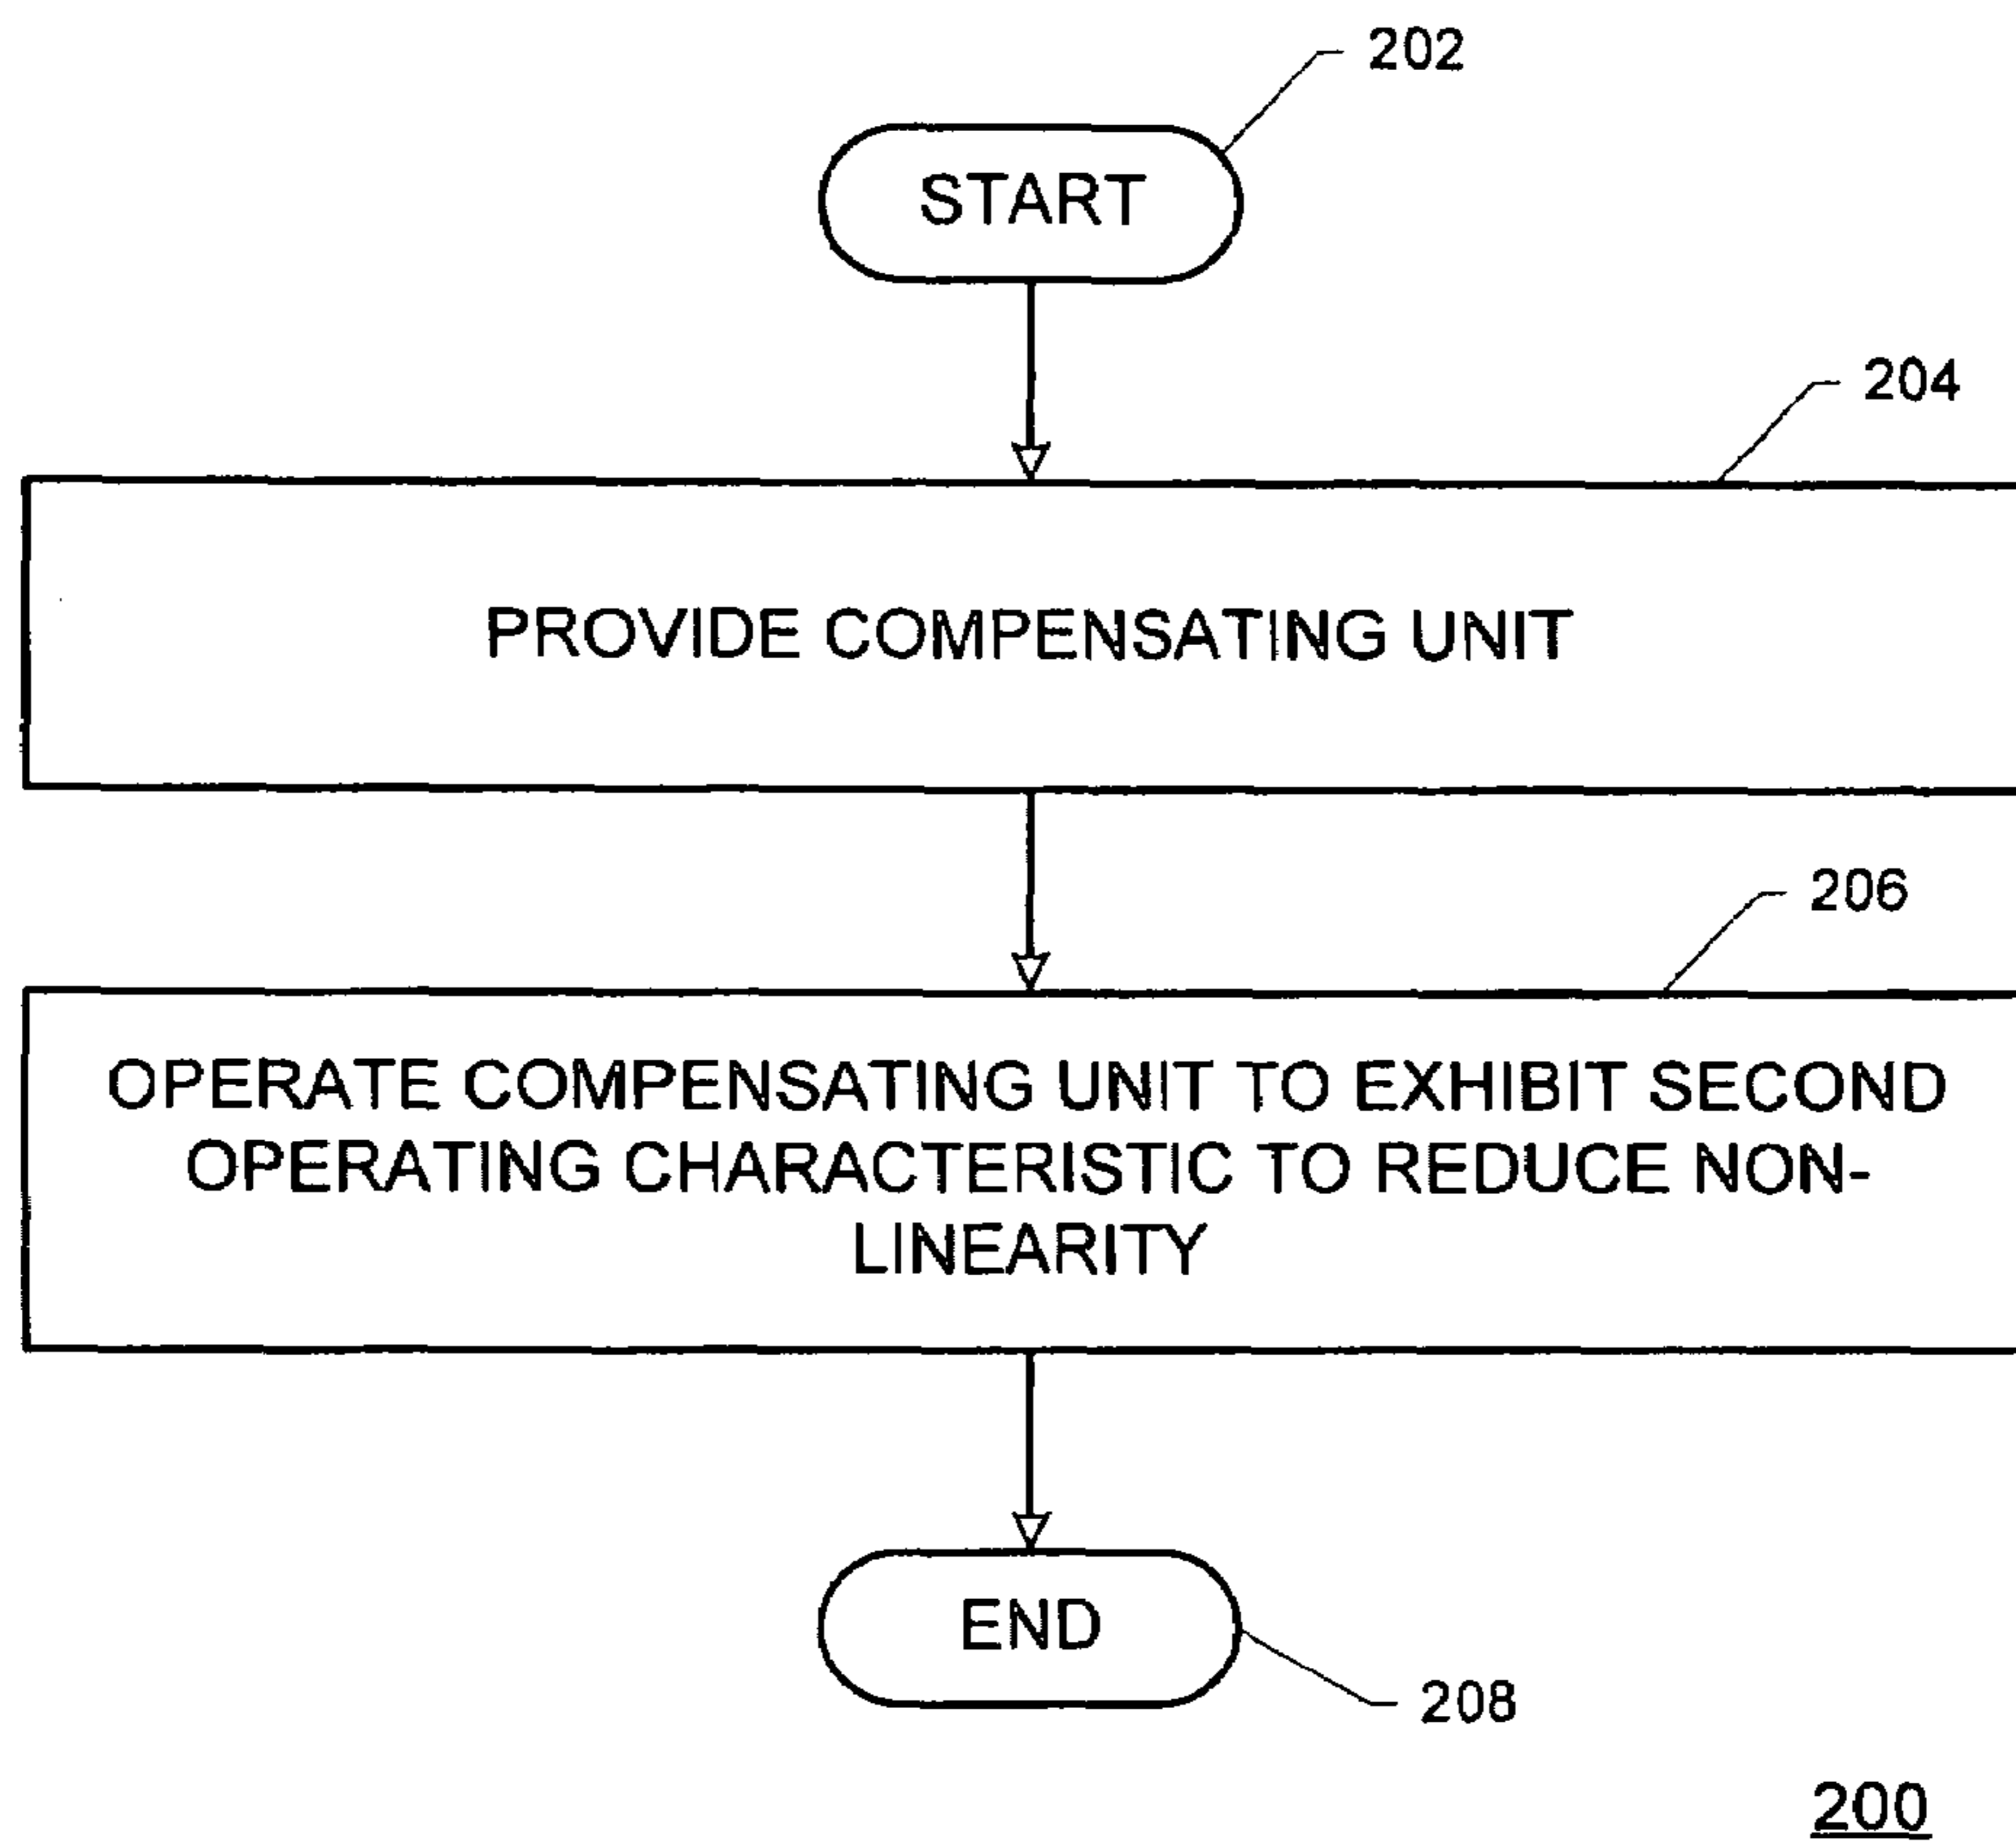 202
START
204
PROVIDE COMPENSATING UNIT
206
OPERATE COMPENSATING UNIT TO EXHIBIT SECOND
OPERATING CHARACTERISTIC TO REDUCE NON-
LINEARITY
END
208
200